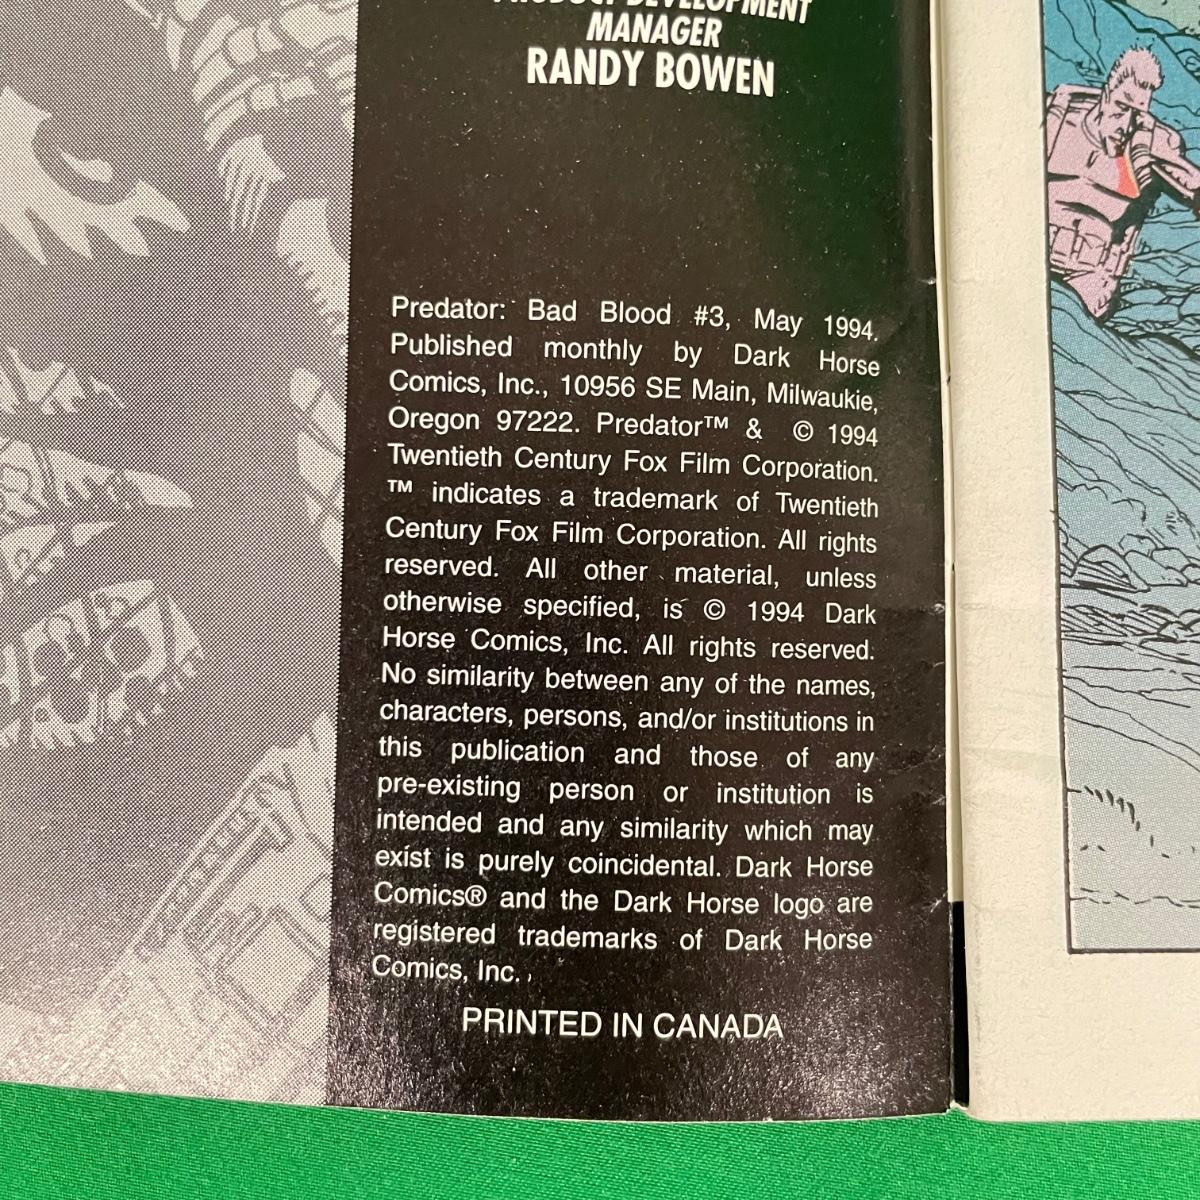 PRODUCT DEVELOPMENT
MANAGER
RANDY BOWEN
Predator: Bad Blood #3, May 1994.
Published monthly by Dark Horse
Comics, Inc., 10956 SE Main, Milwaukie,
Oregon 97222. Predator™ & © 1994
Twentieth Century Fox Film Corporation.
™ indicates a trademark of Twentieth
Century Fox Film Corporation. All rights
reserved. All other material, unless
otherwise specified, is © 1994 Dark
Horse Comics, Inc. All rights reserved.
No similarity between any of the names,
characters, persons, and/or institutions in
this publication and those of any
pre-existing person or institution is
intended and any similarity which may
exist is purely coincidental. Dark Horse
Comics® and the Dark Horse logo are
registered trademarks of Dark Horse
Comics, Inc.
PRINTED IN CANADA